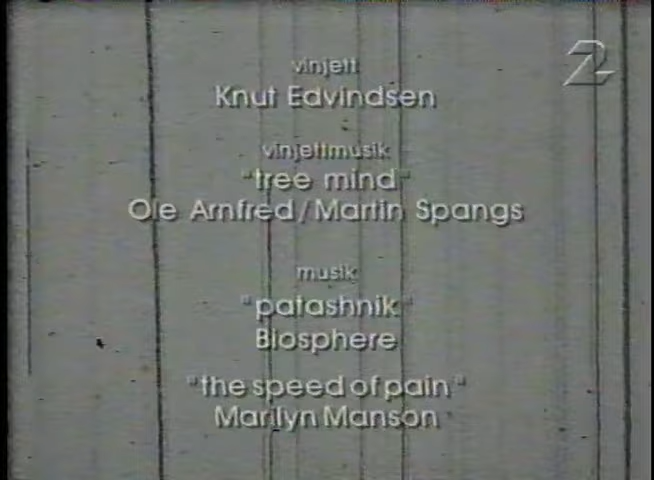 2
vinjett
Knut Edvindsen
vinjettmusik
"tree mind"
Ole Arnfred/Martin Spangs
musik
"patashnik"
Biosphere
"the speed of pain"
Marilyn Manson